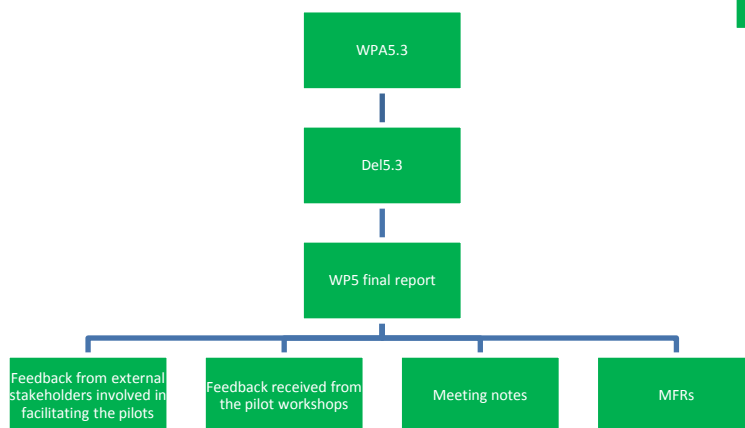 WPA5.3
Del5.3
WP5 final report
Feedback from external
stakeholders involved in
facilitating the pilots
Feedback received from
the pilot workshops
Meeting notes
MFRs